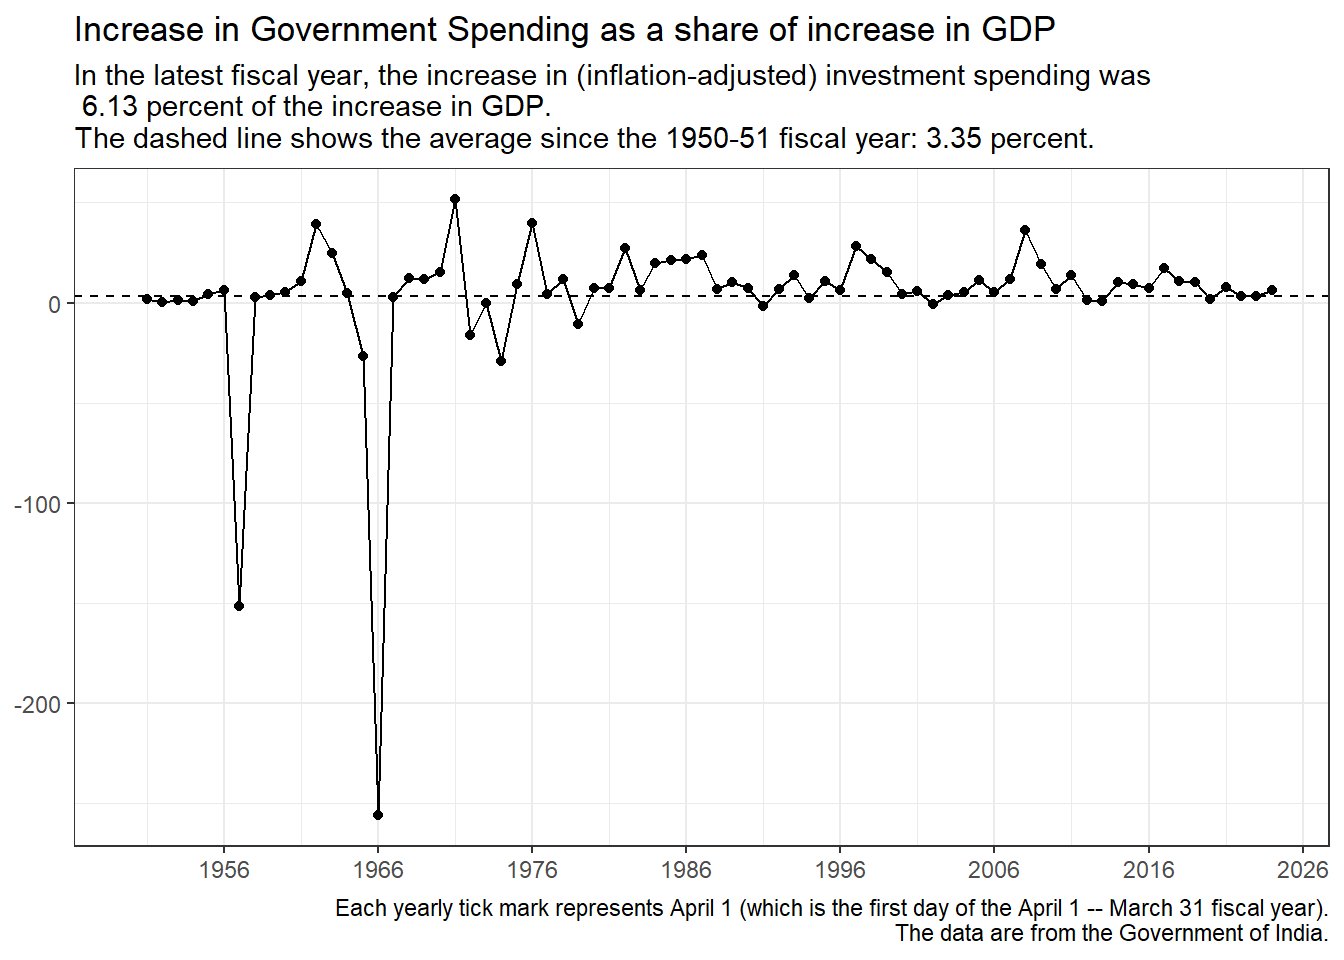 Increase in Government Spending as a share of increase in GDP
In the latest fiscal year, the increase in (inflation-adjusted) investment spending was
6.13 percent of the increase in GDP.
The dashed line shows the average since the 1950-51 fiscal year: 3.35 percent.
0
-100
-200
1956 1966 1976 1986 1996 2006 2016 2026
Each yearly tick mark represents April 1 (which is the first day of the April 1 -- March 31 fiscal year).
The data are from the Government of India.